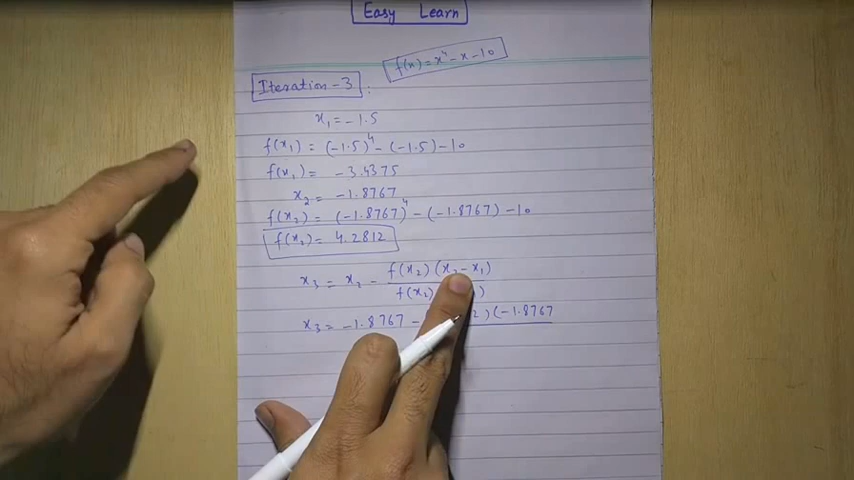 Easy Learn
f(x) = x⁴ - x - 10
Iteration - 3 :
x₁ = -1.5
f(x₁) = (-1.5)⁴ - (-1.5) - 10
f(x₁) = -3.4375
x₂ = -1.8767
f(x₂) = (-1.8767)⁴ - (-1.8767) - 10
f(x₂) = 4.2812
x₃ = x₂ - f(x₂) (x₂ - x₁)
f(x₂) )
x₃ = -1.8767 - 2) (-1.8767